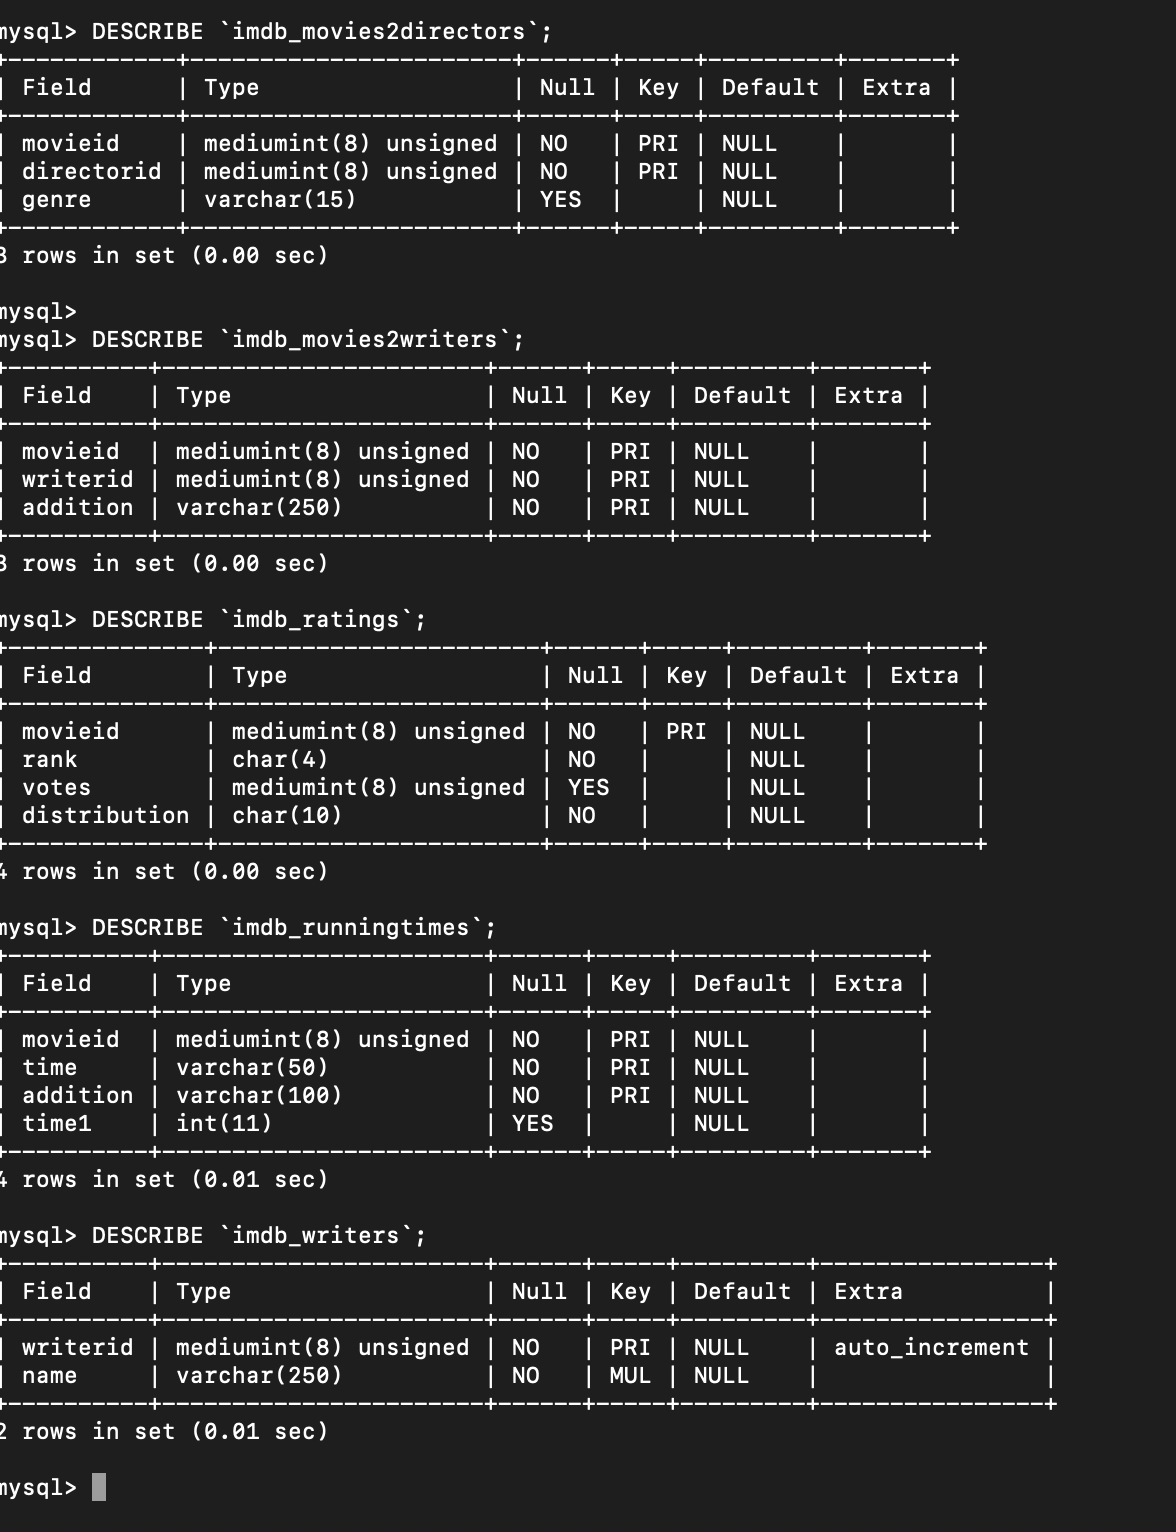 mysql> DESCRIBE `imdb_movies2directors`;
+------------+-----------------------+------+-----+---------+-------+
| Field      | Type                  | Null | Key | Default | Extra |
+------------+-----------------------+------+-----+---------+-------+
| movieid    | mediumint(8) unsigned | NO   | PRI | NULL    |       |
| directorid | mediumint(8) unsigned | NO   | PRI | NULL    |       |
| genre      | varchar(15)           | YES  |     | NULL    |       |
+------------+-----------------------+------+-----+---------+-------+
3 rows in set (0.00 sec)

mysql>
mysql> DESCRIBE `imdb_movies2writers`;
+----------+-----------------------+------+-----+---------+-------+
| Field    | Type                  | Null | Key | Default | Extra |
+----------+-----------------------+------+-----+---------+-------+
| movieid  | mediumint(8) unsigned | NO   | PRI | NULL    |       |
| writerid | mediumint(8) unsigned | NO   | PRI | NULL    |       |
| addition | varchar(250)          | NO   | PRI | NULL    |       |
+----------+-----------------------+------+-----+---------+-------+
3 rows in set (0.00 sec)

mysql> DESCRIBE `imdb_ratings`;
+--------------+-----------------------+------+-----+---------+-------+
| Field        | Type                  | Null | Key | Default | Extra |
+--------------+-----------------------+------+-----+---------+-------+
| movieid      | mediumint(8) unsigned | NO   | PRI | NULL    |       |
| rank         | char(4)               | NO   |     | NULL    |       |
| votes        | mediumint(8) unsigned | YES  |     | NULL    |       |
| distribution | char(10)              | NO   |     | NULL    |       |
+--------------+-----------------------+------+-----+---------+-------+
4 rows in set (0.00 sec)

mysql> DESCRIBE `imdb_runningtimes`;
+----------+-----------------------+------+-----+---------+-------+
| Field    | Type                  | Null | Key | Default | Extra |
+----------+-----------------------+------+-----+---------+-------+
| movieid  | mediumint(8) unsigned | NO   | PRI | NULL    |       |
| time     | varchar(50)           | NO   | PRI | NULL    |       |
| addition | varchar(100)          | NO   | PRI | NULL    |       |
| time1    | int(11)               | YES  |     | NULL    |       |
+----------+-----------------------+------+-----+---------+-------+
4 rows in set (0.01 sec)

mysql> DESCRIBE `imdb_writers`;
+----------+-----------------------+------+-----+---------+----------------+
| Field    | Type                  | Null | Key | Default | Extra          |
+----------+-----------------------+------+-----+---------+----------------+
| writerid | mediumint(8) unsigned | NO   | PRI | NULL    | auto_increment |
| name     | varchar(250)          | NO   | MUL | NULL    |                |
+----------+-----------------------+------+-----+---------+----------------+
2 rows in set (0.01 sec)

mysql>